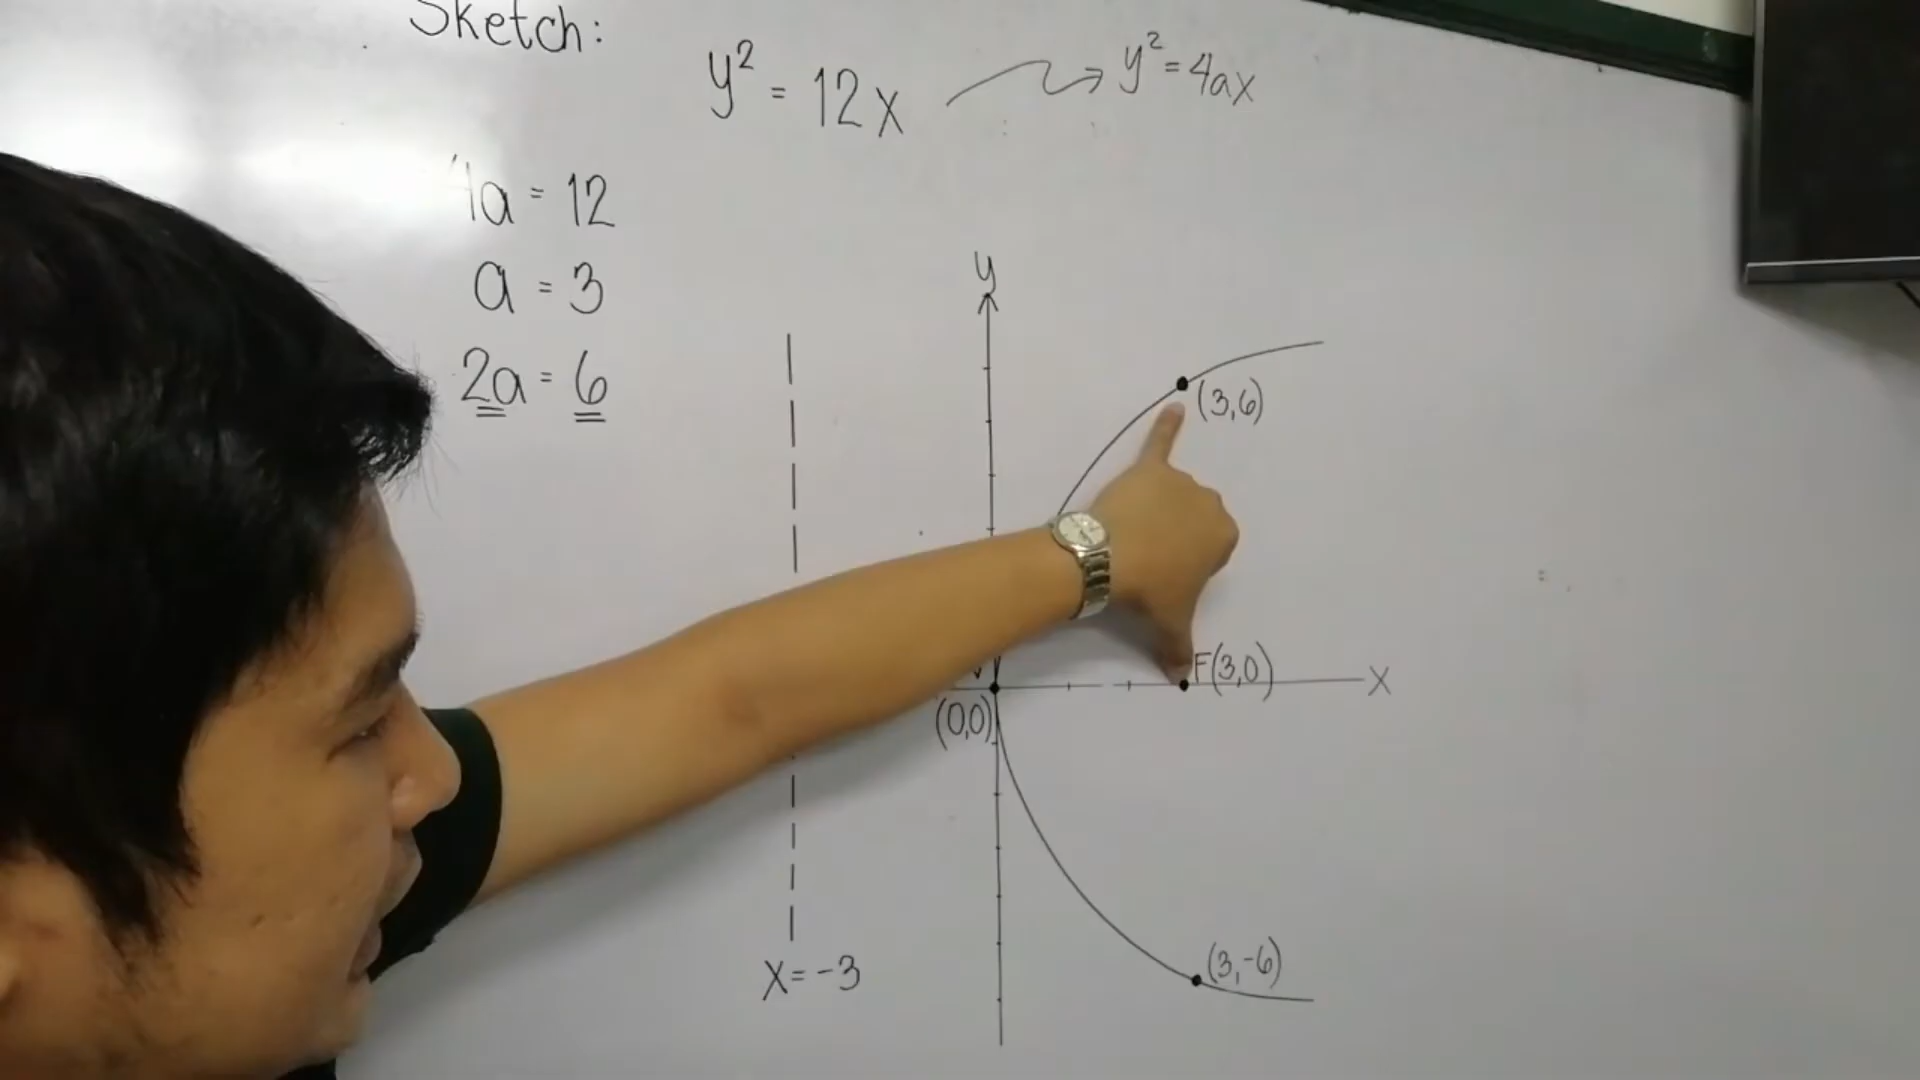 Sketch:
y² = 12x
y² = 4ax
4a = 12
a = 3
2a = 6
y
(3,6)
F(3,0)
x
V
(0,0)
(3,-6)
x = -3